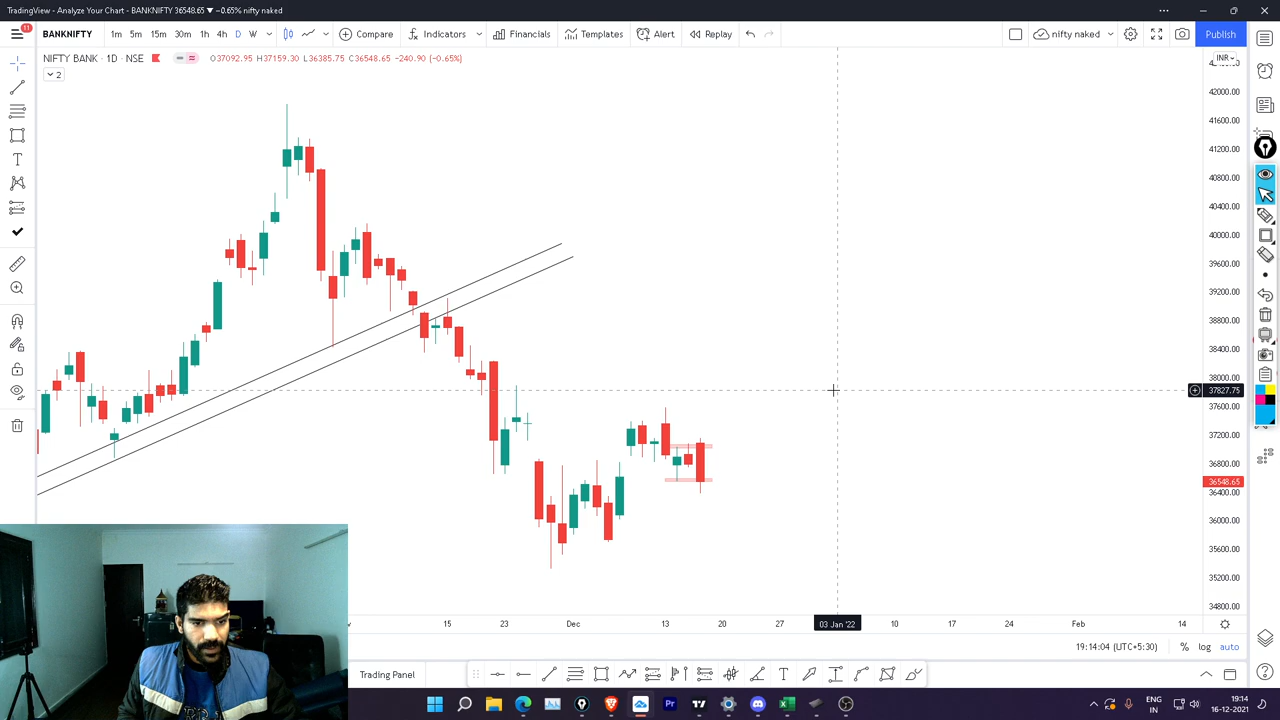 TradingView - Analyze Your Chart - BANKNIFTY 36548.65 ▼ −0.65% nifty naked
11
BANKNIFTY 1m 5m 15m 30m 1h 4h D W Compare Indicators Financials Templates Alert Replay nifty naked Publish
NIFTY BANK · 1D · NSE O37092.95 H37159.30 L36385.75 C36548.65 −240.90 (−0.65%)
INR
2
42000.00
41600.00
41200.00
40800.00
40400.00
40000.00
39600.00
39200.00
38800.00
38400.00
38000.00
37827.75
37600.00
37200.00
36800.00
36548.65
36400.00
36000.00
35600.00
35200.00
34800.00
15 23 Dec 13 20 27 03 Jan '22 10 17 24 Feb 14
19:14:04 (UTC+5:30) % log auto
Trading Panel
ENG
IN
19:14
16-12-2021